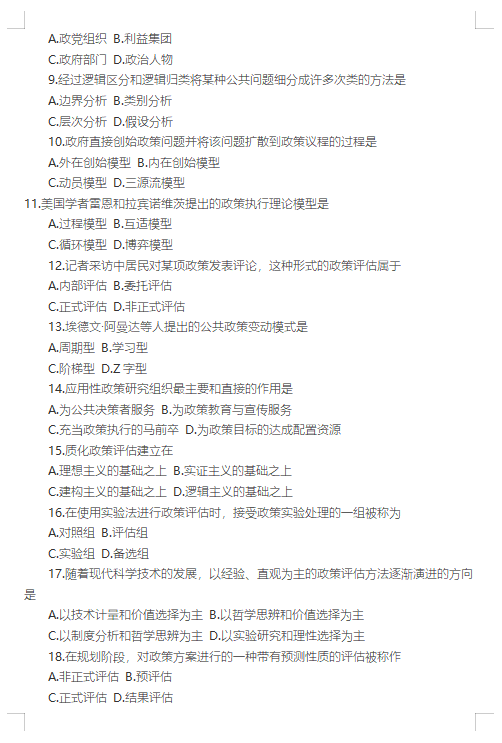 A.政党组织 B.利益集团
C.政府部门 D.政治人物
9.经过逻辑区分和逻辑归类将某种公共问题细分成许多次类的方法是
A.边界分析 B.类别分析
C.层次分析 D.假设分析
10.政府直接创始政策问题并将该问题扩散到政策议程的过程是
A.外在创始模型 B.内在创始模型
C.动员模型 D.三源流模型
11.美国学者雷恩和拉宾诺维茨提出的政策执行理论模型是
A.过程模型 B.互适模型
C.循环模型 D.博弈模型
12.记者采访中居民对某项政策发表评论，这种形式的政策评估属于
A.内部评估 B.委托评估
C.正式评估 D.非正式评估
13.埃德文·阿曼达等人提出的公共政策变动模式是
A.周期型 B.学习型
C.阶梯型 D.Z 字型
14.应用性政策研究组织最主要和直接的作用是
A.为公共决策者服务 B.为政策教育与宣传服务
C.充当政策执行的马前卒 D.为政策目标的达成配置资源
15.质化政策评估建立在
A.理想主义的基础之上 B.实证主义的基础之上
C.建构主义的基础之上 D.逻辑主义的基础之上
16.在使用实验法进行政策评估时，接受政策实验处理的一组被称为
A.对照组 B.评估组
C.实验组 D.备选组
17.随着现代科学技术的发展，以经验、直观为主的政策评估方法逐渐演进的方向
是
A.以技术计量和价值选择为主 B.以哲学思辨和价值选择为主
C.以制度分析和哲学思辨为主 D.以实验研究和理性选择为主
18.在规划阶段，对政策方案进行的一种带有预测性质的评估被称作
A.非正式评估 B.预评估
C.正式评估 D.结果评估